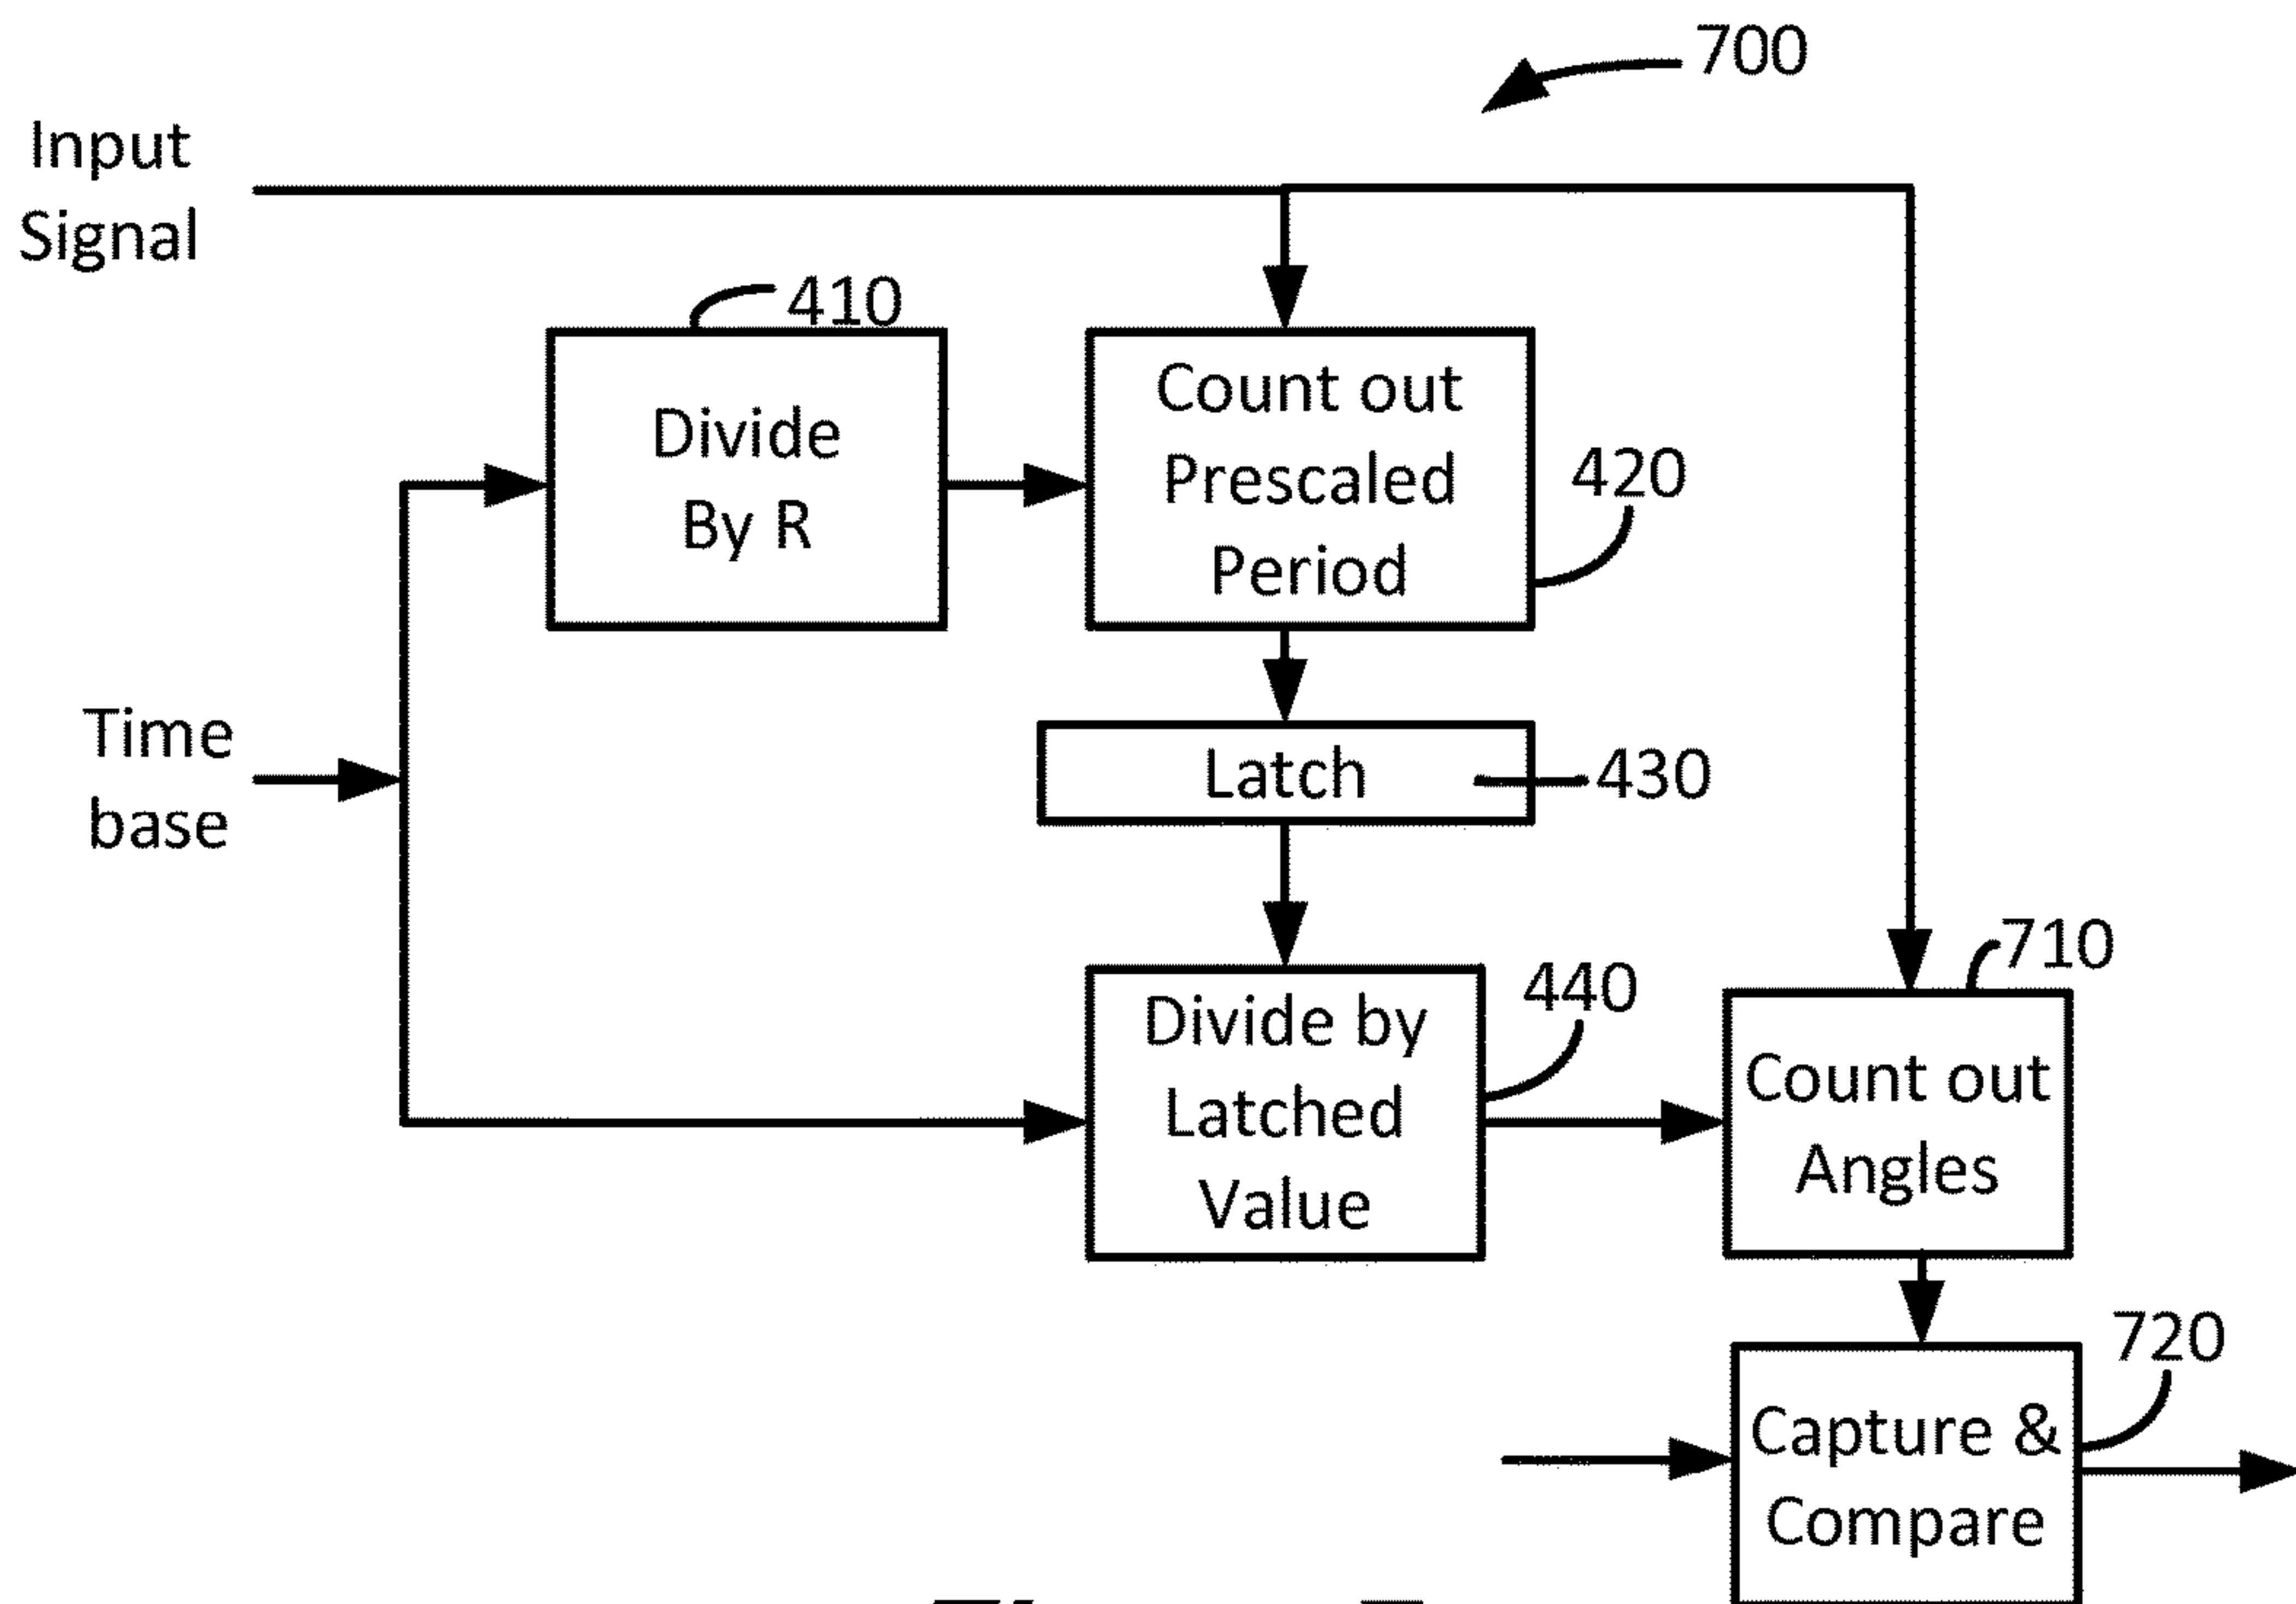 700
Input
Signal
410
Divide
By R
Count out
Prescaled
Period
420
Time
base
Latch
430
Divide by
Latched
Value
440
710
Count out
Angles
720
Capture &
Compare